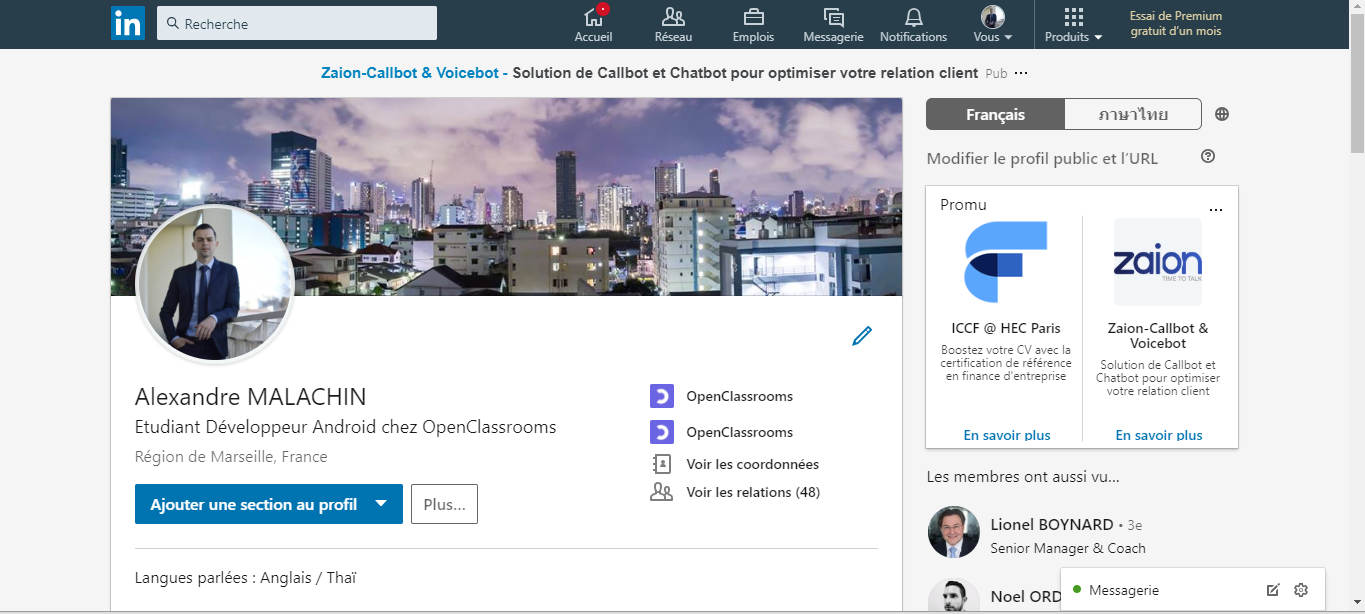 in
Recherche
Accueil
Réseau
Emplois
Messagerie
Notifications
Vous
Produits
Essai de Premium
gratuit d'un mois
Zaion-Callbot & Voicebot - Solution de Callbot et Chatbot pour optimiser votre relation client Pub ...
Alexandre MALACHIN
Etudiant Développeur Android chez OpenClassrooms
Région de Marseille, France
Ajouter une section au profil
Plus...
OpenClassrooms
OpenClassrooms
Voir les coordonnées
Voir les relations (48)
Langues parlées : Anglais / Thaï
Français
ภาษาไทย
Modifier le profil public et l'URL
Promu
...
ICCF @ HEC Paris
Boostez votre CV avec la
certification de référence
en finance d'entreprise
En savoir plus
zaion
TIME TO TALK
Zaion-Callbot &
Voicebot
Solution de Callbot et
Chatbot pour optimiser
votre relation client
En savoir plus
Les membres ont aussi vu...
Lionel BOYNARD • 3e
Senior Manager & Coach
Noel ORD
Messagerie